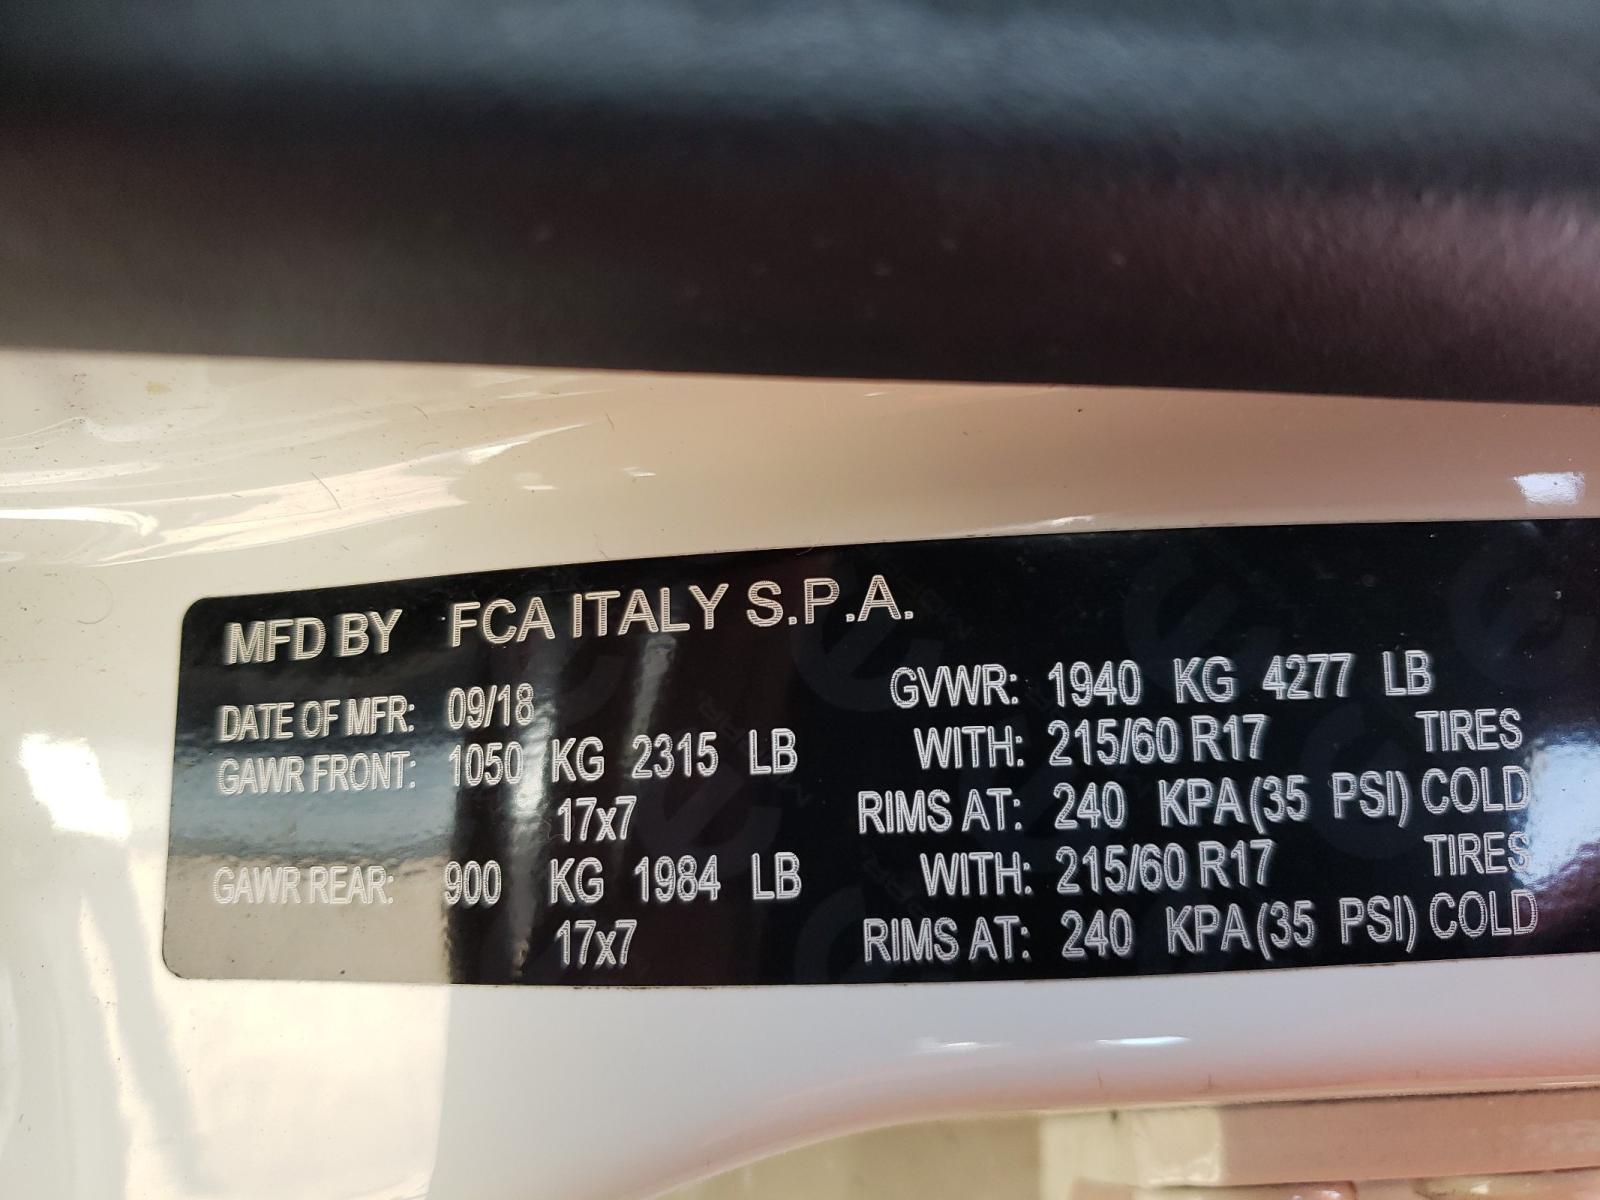 MFD BY FCA ITALY S.P.A.
DATE OF MFR: 09/18 GVWR: 1940 KG 4277 LB
GAWR FRONT: 1050 KG 2315 LB WITH: 215/60 R17 TIRES
17x7 RIMS AT: 240 KPA(35 PSI) COLD
GAWR REAR: 900 KG 1984 LB WITH: 215/60 R17 TIRES
17x7 RIMS AT: 240 KPA(35 PSI) COLD